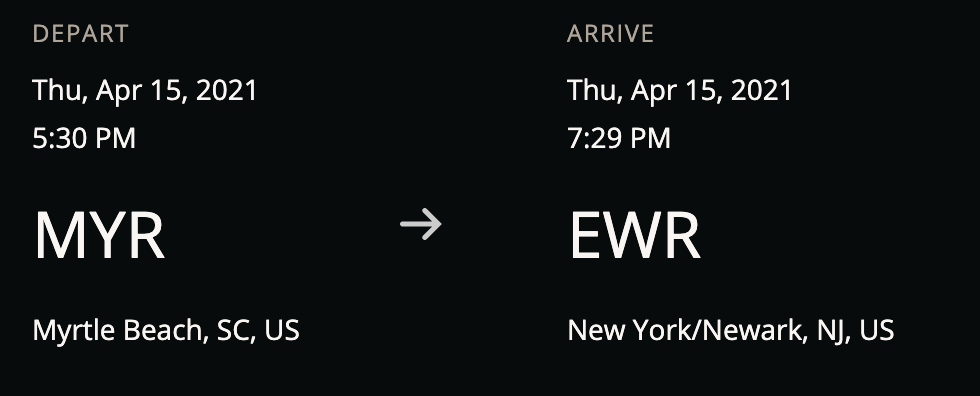 DEPART
Thu, Apr 15, 2021
5:30 PM
MYR
Myrtle Beach, SC, US
ARRIVE
Thu, Apr 15, 2021
7:29 PM
EWR
New York/Newark, NJ, US